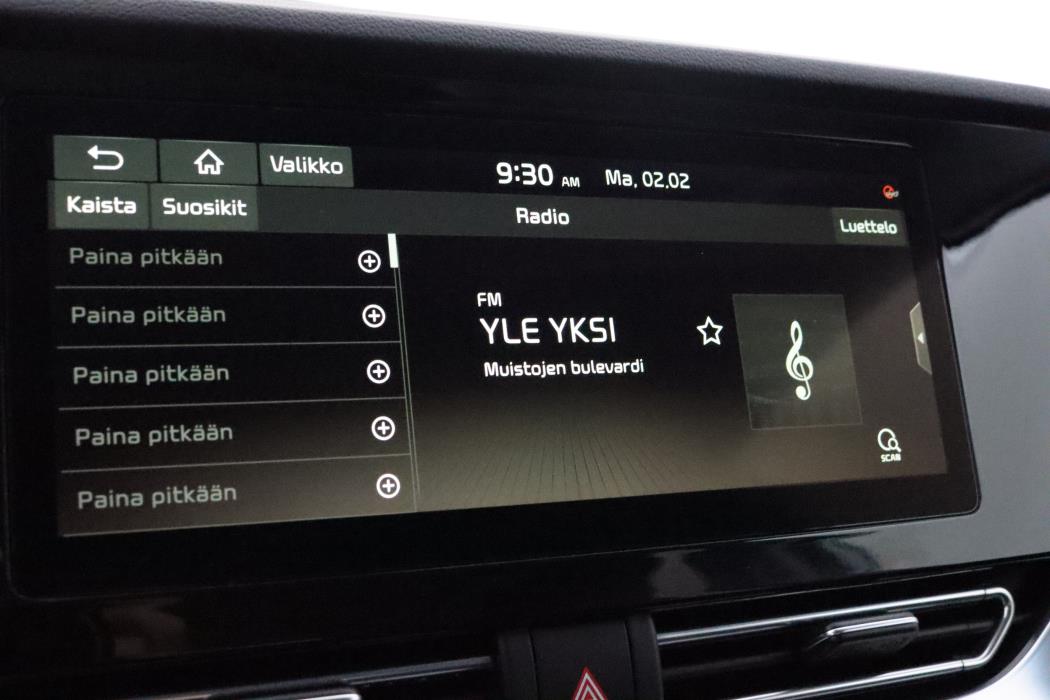 Valikko
9:30 AM Ma, 02.02
Kaista Suosikit
Radio
Luettelo
Paina pitkään
Paina pitkään
Paina pitkään
Paina pitkään
Paina pitkään
FM
YLE YKSI
Muistojen bulevardi
SCAN